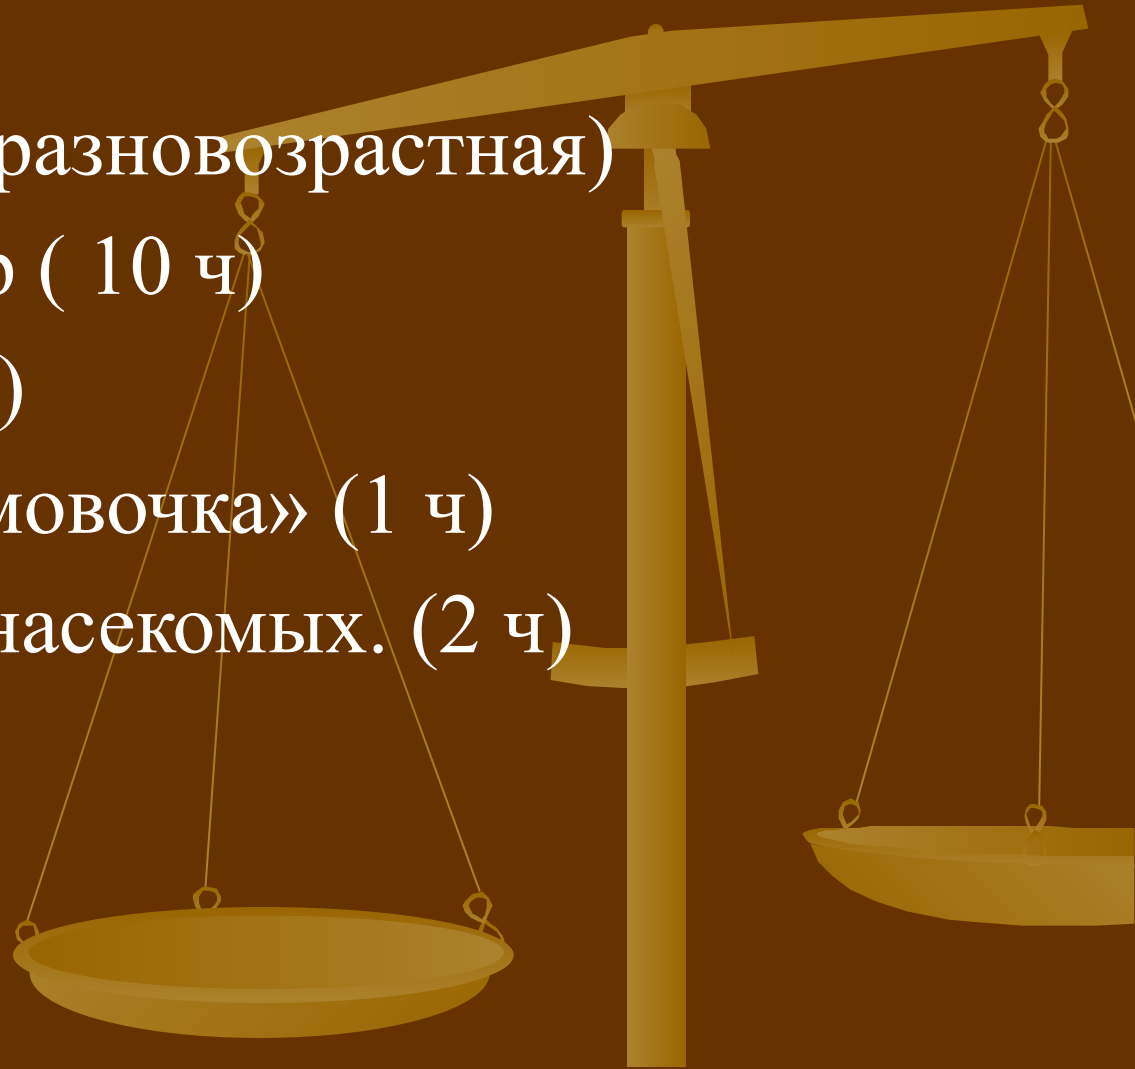 разновозрастная)
( 10 ч)
)
мовочка» (1 ч)
насекомых. (2 ч)